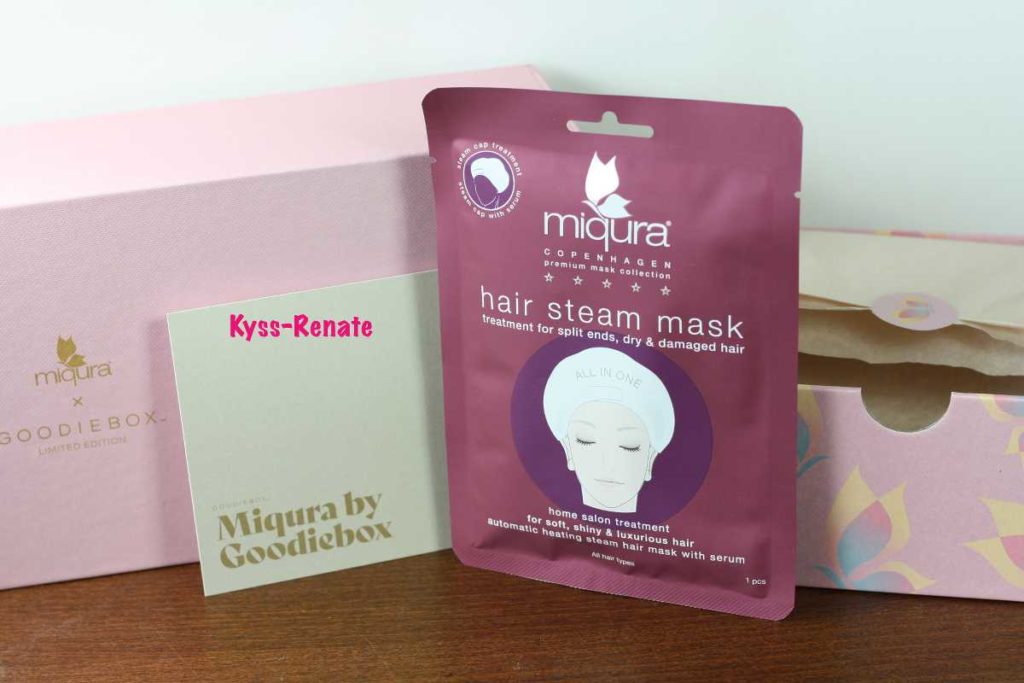 miqura
×
GOODIEBOX™
LIMITED EDITION
Kyss-Renate
GOODIEBOX™
Miqura by
Goodiebox
steam cap treatment
steam cap with serum
miqura®
COPENHAGEN
premium mask collection
hair steam mask
treatment for split ends, dry & damaged hair
ALL IN ONE
home salon treatment
for soft, shiny & luxurious hair
automatic heating steam hair mask with serum
All hair types
1 pcs